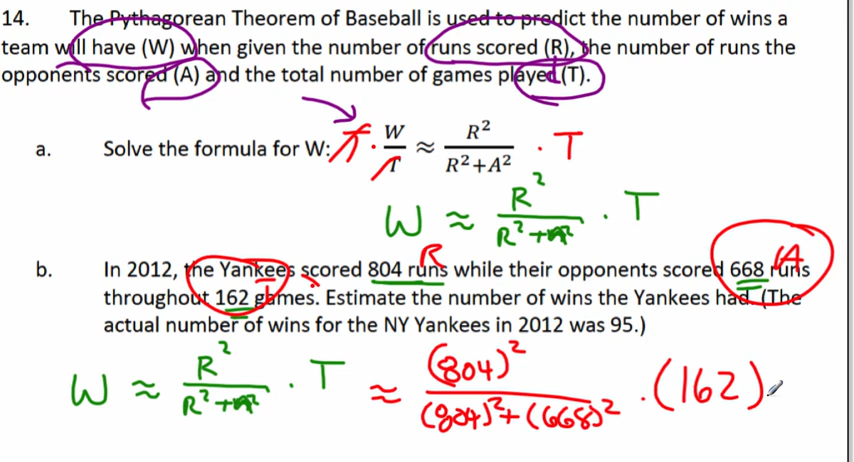 14. The Pythagorean Theorem of Baseball is used to predict the number of wins a
team will have (W) when given the number of runs scored (R), the number of runs the
opponents scored (A) and the total number of games played (T).
a. Solve the formula for W: T · W/T ≈ R²/R²+A² · T
W ≈ R²/R²+A² · T
R A
b. In 2012, the Yankees scored 804 runs while their opponents scored 668 runs
T
throughout 162 games. Estimate the number of wins the Yankees had. (The
actual number of wins for the NY Yankees in 2012 was 95.)
W ≈ R²/R²+A² · T ≈ (804)²/(804)²+(668)² · (162)